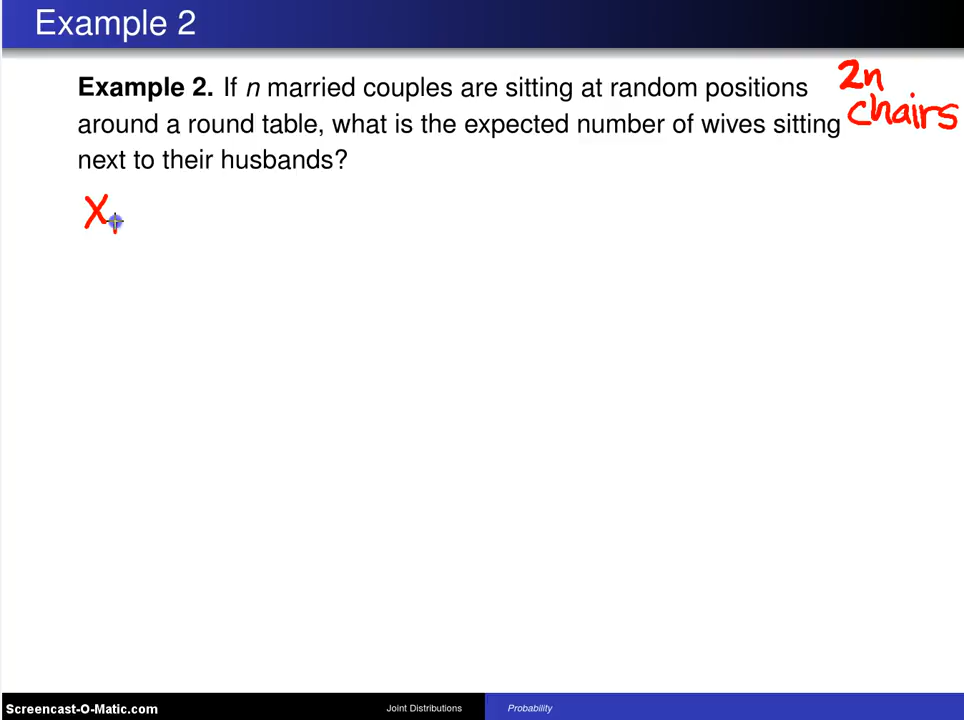 Example 2
Example 2. If n married couples are sitting at random positions
around a round table, what is the expected number of wives sitting
next to their husbands?
2n
chairs
X
Screencast-O-Matic.com
Joint Distributions
Probability